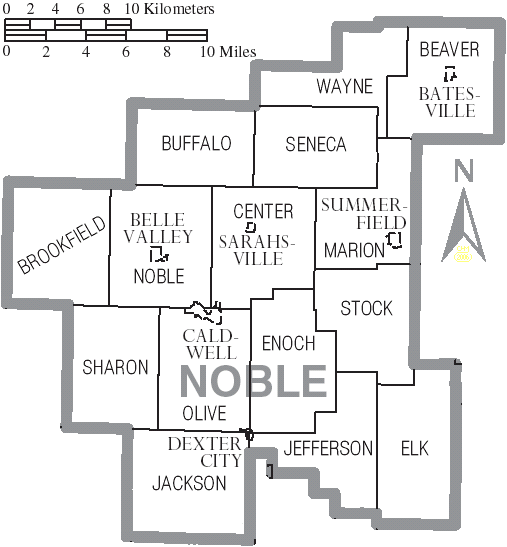 0 2 4 6 8 10 Kilometers
0 2 4 6 8 10 Miles
BEAVER
BATES-
VILLE
WAYNE
BUFFALO
SENECA
N
BROOKFIELD
BELLE
VALLEY
NOBLE
CENTER
SARAHS-
VILLE
SUMMER-
FIELD
MARION
STOCK
CALD-
WELL
ENOCH
SHARON
NOBLE
OLIVE
DEXTER
CITY
JEFFERSON
ELK
JACKSON